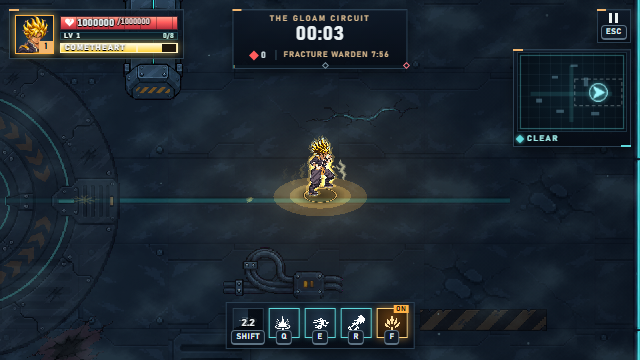 1000000/1000000
LV 1
0/8
COMETHEART
1
THE GLOAM CIRCUIT
00:03
0
FRACTURE WARDEN 7:56
ESC
CLEAR
ON
2.2
SHIFT
Q
E
R
F